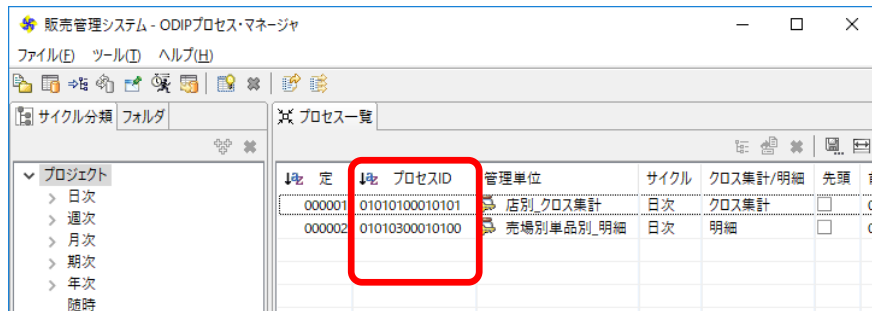 販売管理システム - ODIPプロセス・マネージャ
ファイル(F) ツール(T) ヘルプ(H)
サイクル分類 フォルダ
プロセス一覧
プロジェクト
日次
週次
月次
期次
年次
随時
定 プロセスID 管理単位 サイクル クロス集計/明細 先頭
000001 01010100010101 店別_クロス集計 日次 クロス集計
000002 01010300010100 売場別単品別_明細 日次 明細